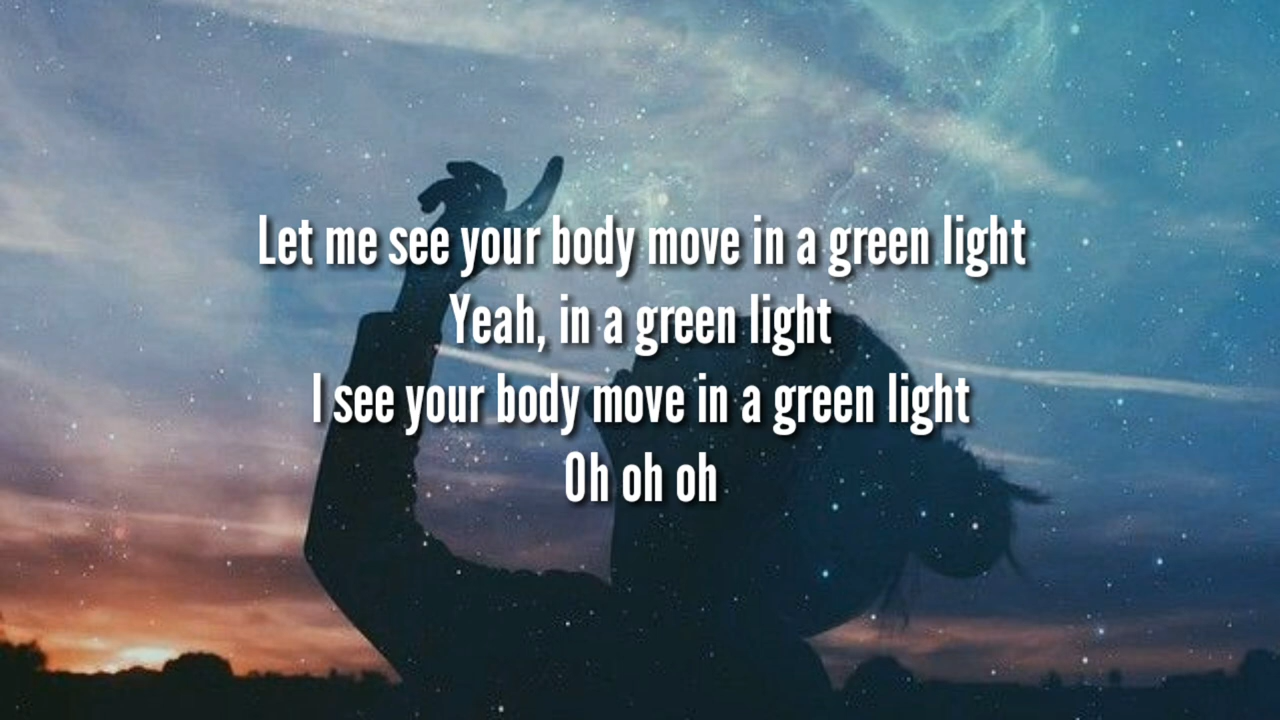 Let me see your body move in a green light
Yeah, in a green light
I see your body move in a green light
Oh oh oh